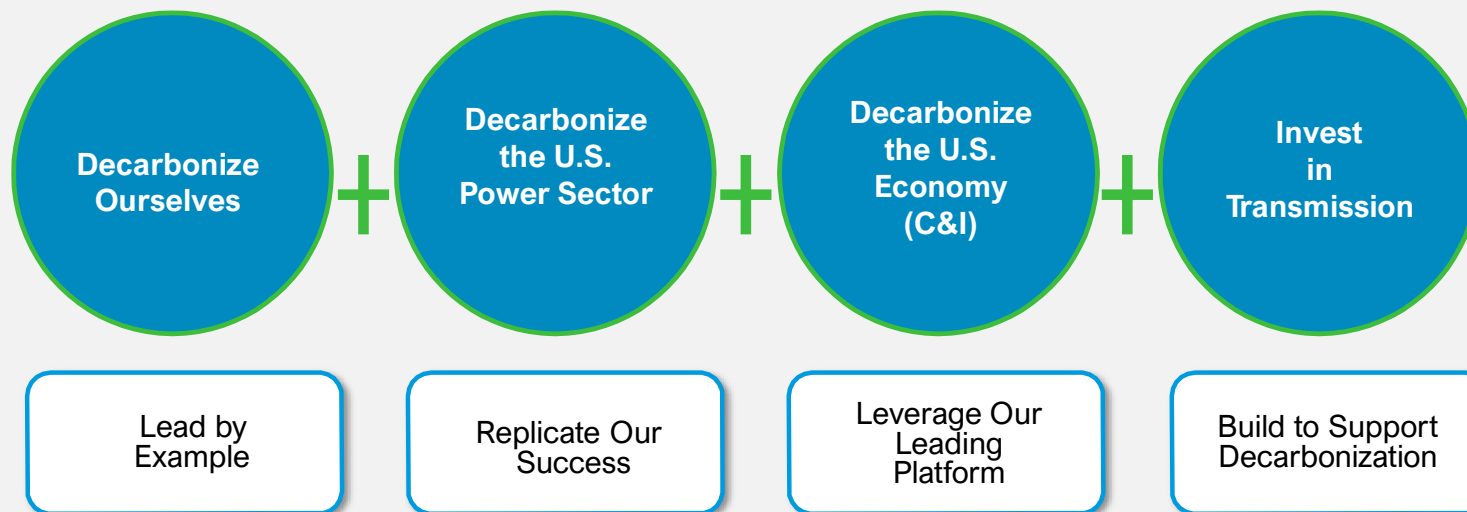 Decarbonize
Ourselves
+
Decarbonize
the U.S.
Power Sector
+
Decarbonize
the U.S.
Economy
(C&I)
+
Invest
in
Transmission
Lead by
Example
Replicate Our
Success
Leverage Our
Leading
Platform
Build to Support
Decarbonization